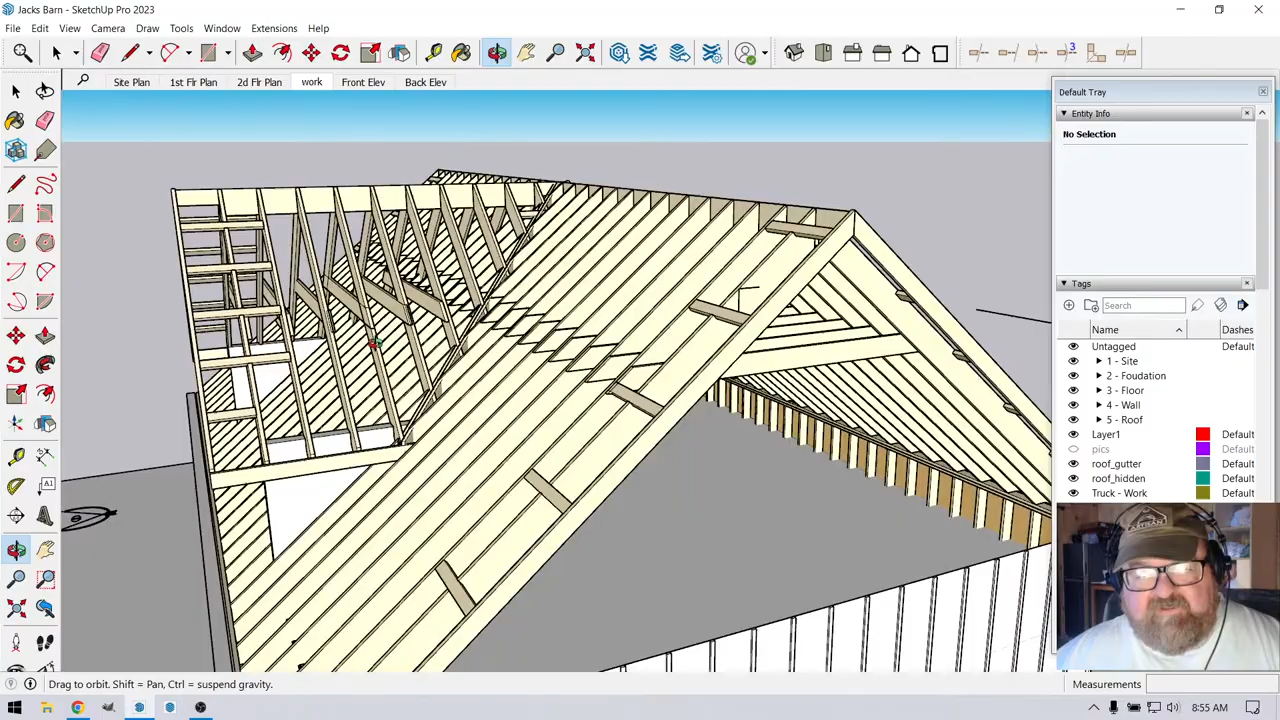 Jacks Barn - SketchUp Pro 2023
File Edit View Camera Draw Tools Window Extensions Help
3
Site Plan 1st Flr Plan 2d Flr Plan work Front Elev Back Elev
Default Tray
Entity Info
No Selection
Tags
Search
Name Dashes
Untagged Default
1 - Site
2 - Foudation
3 - Floor
4 - Wall
5 - Roof
Layer1 Default
pics Default
roof_gutter Default
roof_hidden Default
Truck - Work Default
ARTISAN
A1
Drag to orbit. Shift = Pan, Ctrl = suspend gravity.
Measurements
8:55 AM